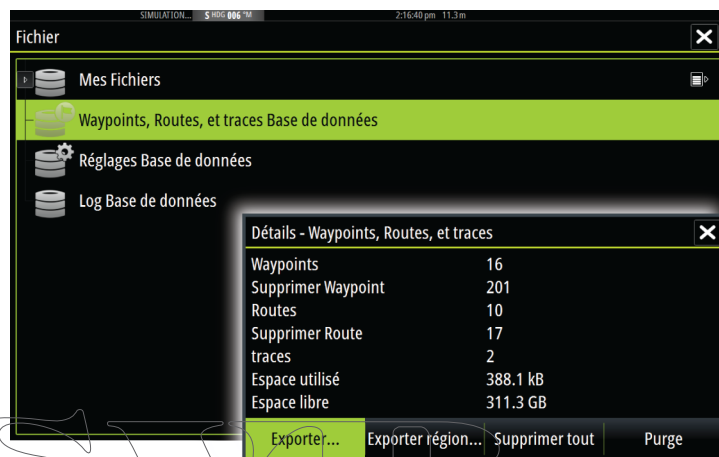 SIMULATION... S HDG 006 °M 2:16:40 pm 11.3 m
Fichier
Mes Fichiers
Waypoints, Routes, et traces Base de données
Réglages Base de données
Log Base de données
Détails - Waypoints, Routes, et traces
Waypoints 16
Supprimer Waypoint 201
Routes 10
Supprimer Route 17
traces 2
Espace utilisé 388.1 kB
Espace libre 311.3 GB
Exporter... Exporter région... Supprimer tout Purge